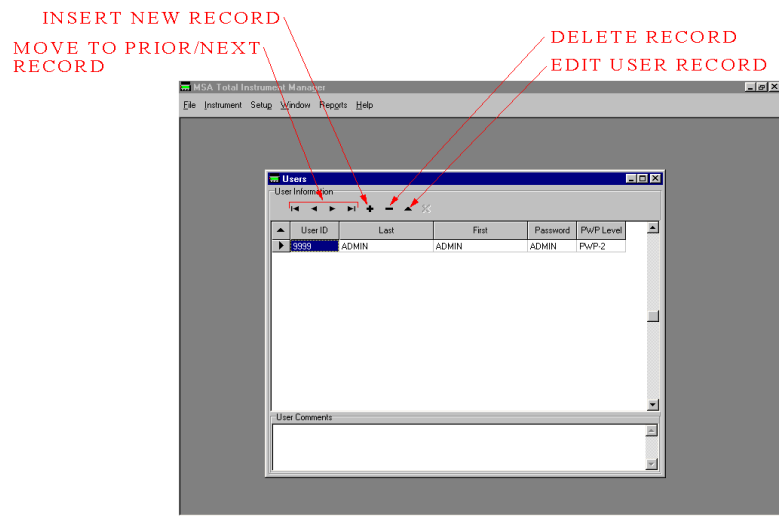 INSERT NEW RECORD
MOVE TO PRIOR/NEXT
RECORD
DELETE RECORD
EDIT USER RECORD
MSA Total Instrument Manager
File Instrument Setup Window Reports Help
Users
User Information
User ID Last First Password PWP Level
9999 ADMIN ADMIN ADMIN PWP-2
User Comments